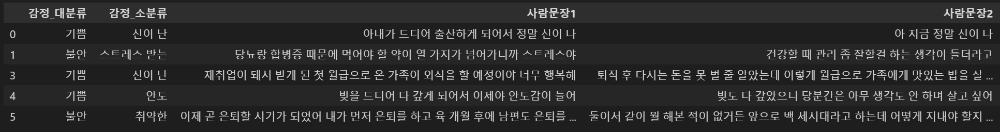 감정_대분류 감정_소분류 사람문장1 사람문장2
0 기쁨 신이 난 아내가 드디어 출산하게 되어서 정말 신이 나 아 지금 정말 신이 나
1 불안 스트레스 받는 당뇨랑 합병증 때문에 먹어야 할 약이 열 가지가 넘어가니까 스트레스야 건강할 때 관리 좀 잘할걸 하는 생각이 들더라고
3 기쁨 신이 난 재취업이 돼서 받게 된 첫 월급으로 온 가족이 외식을 할 예정이야 너무 행복해 퇴직 후 다시는 돈을 못 벌 줄 알았는데 이렇게 월급으로 가족에게 맛있는 밥을 살 ...
4 기쁨 안도 빚을 드디어 다 갚게 되어서 이제야 안도감이 들어 빚도 다 갚았으니 당분간은 아무 생각도 안 하며 살고 싶어
5 불안 취약한 이제 곧 은퇴할 시기가 되었어 내가 먼저 은퇴를 하고 육 개월 후에 남편도 은퇴를 ... 둘이서 같이 뭘 해본 적이 없거든 앞으로 백 세시대라고 하는데 어떻게 지내야 할지 ...